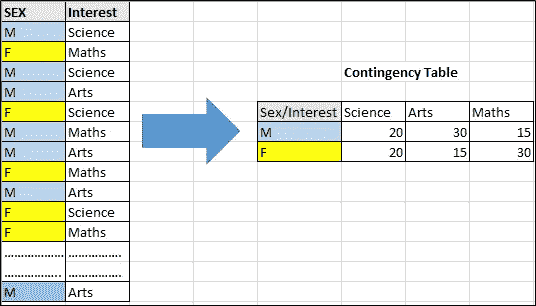 SEX Interest
M Science
F Maths
M Science
M Arts
F Science
M Maths
M Arts
F Maths
M Arts
F Science
F Maths
................. ................
................. ................
M Arts
Contingency Table
Sex/Interest Science Arts Maths
M 20 30 15
F 20 15 30